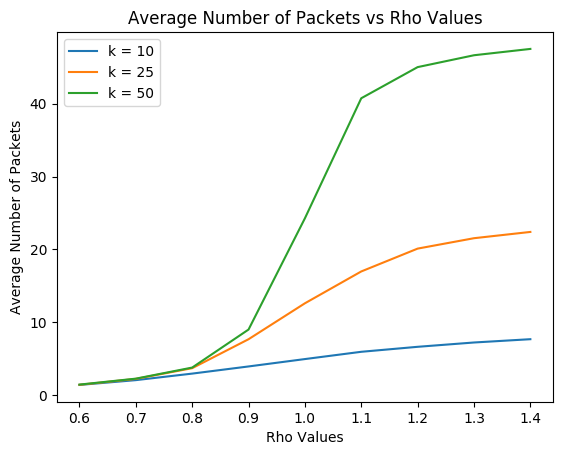 Average Number of Packets vs Rho Values
k = 10
k = 25
k = 50
Average Number of Packets
40
30
20
10
0
0.6 0.7 0.8 0.9 1.0 1.1 1.2 1.3 1.4
Rho Values